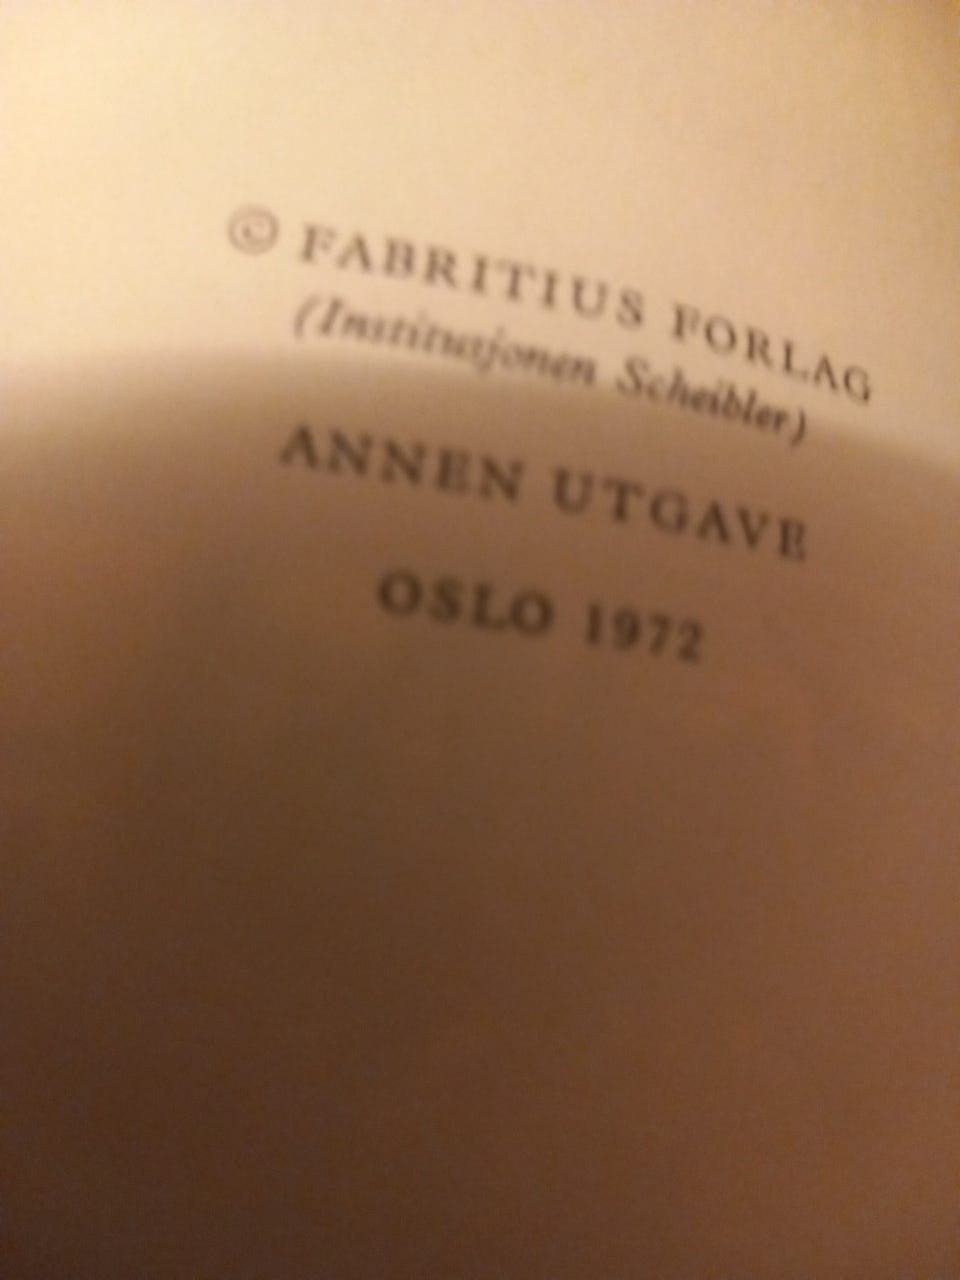 © FABRITIUS FORLAG
(Institusjonen Scheibler)
ANNEN UTGAVE
OSLO 1972